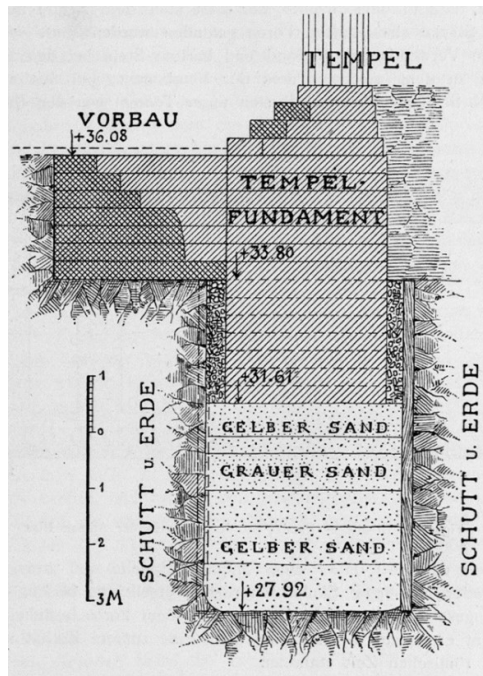 TEMPEL
VORBAU
+36.08
TEMPEL-
FUNDAMENT
+33.80
+31.61
GELBER SAND
GRAUER SAND
GELBER SAND
+27.92
SCHUTT u. ERDE
SCHUTT u. ERDE
1
0
1
2
3M